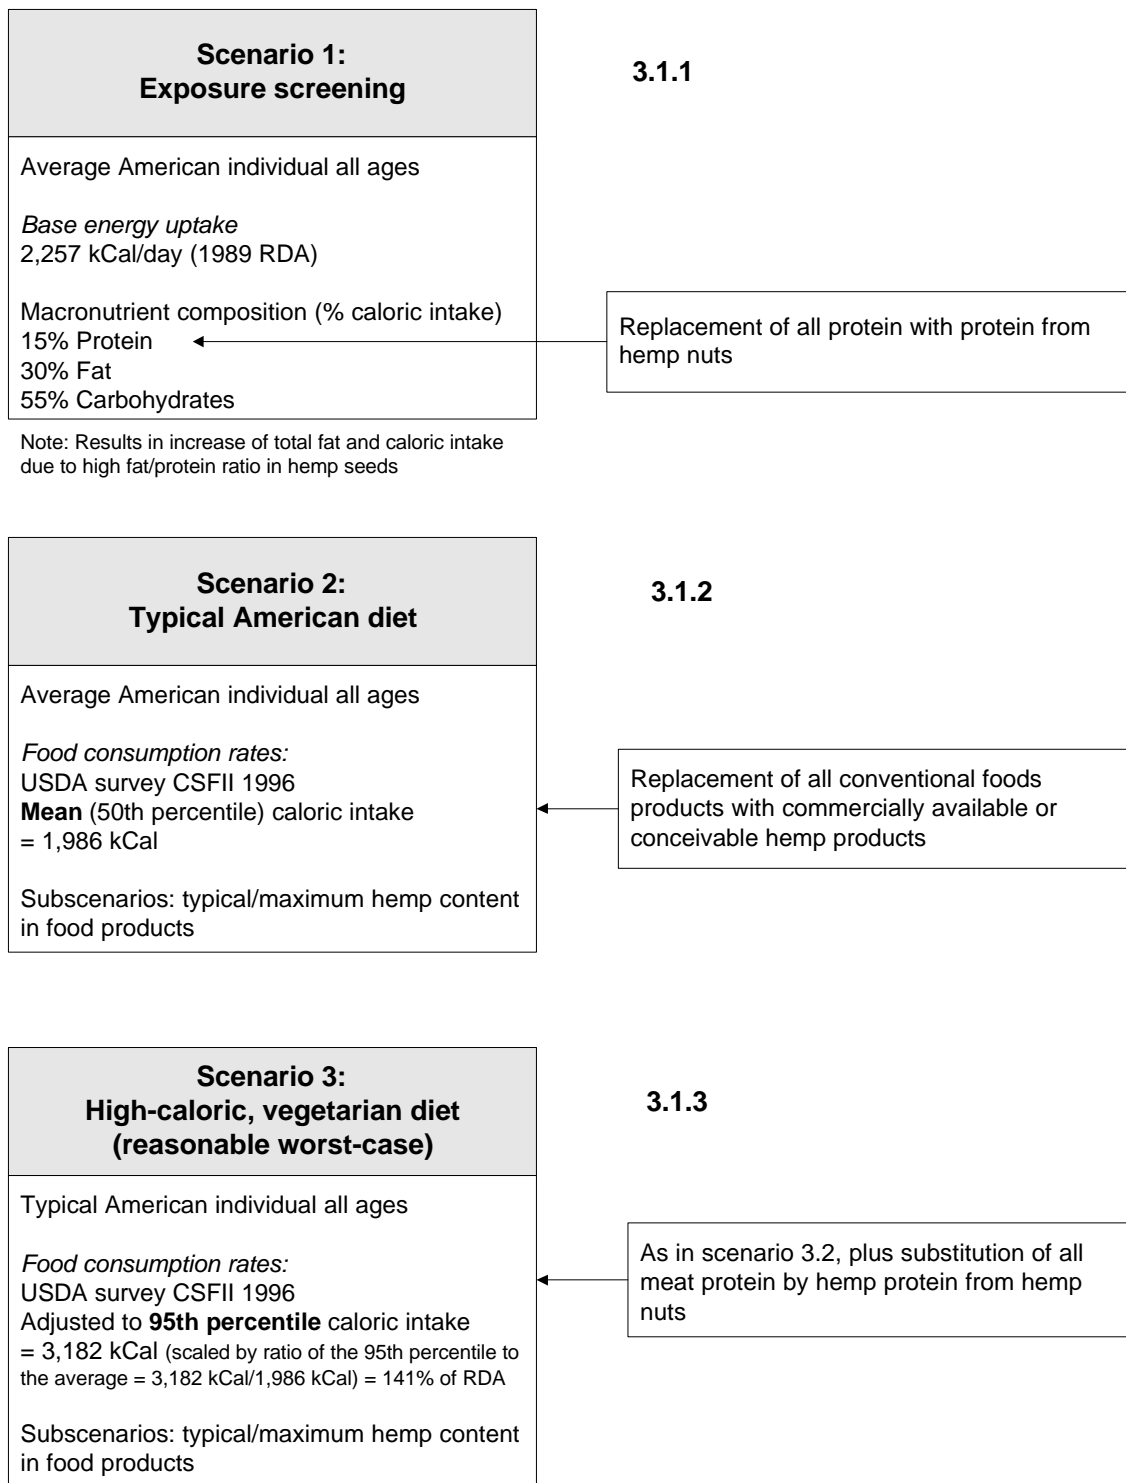 Scenario 1:
Exposure screening
3.1.1
Average American individual all ages
Base energy uptake
2,257 kCal/day (1989 RDA)
Macronutrient composition (% caloric intake)
15% Protein
30% Fat
55% Carbohydrates
Replacement of all protein with protein from
hemp nuts
Note: Results in increase of total fat and caloric intake
due to high fat/protein ratio in hemp seeds
Scenario 2:
Typical American diet
3.1.2
Average American individual all ages
Food consumption rates:
USDA survey CSFII 1996
Mean (50th percentile) caloric intake
= 1,986 kCal
Subscenarios: typical/maximum hemp content
in food products
Replacement of all conventional foods
products with commercially available or
conceivable hemp products
Scenario 3:
High-caloric, vegetarian diet
(reasonable worst-case)
3.1.3
Typical American individual all ages
Food consumption rates:
USDA survey CSFII 1996
Adjusted to 95th percentile caloric intake
= 3,182 kCal (scaled by ratio of the 95th percentile to
the average = 3,182 kCal/1,986 kCal) = 141% of RDA
Subscenarios: typical/maximum hemp content
in food products
As in scenario 3.2, plus substitution of all
meat protein by hemp protein from hemp
nuts